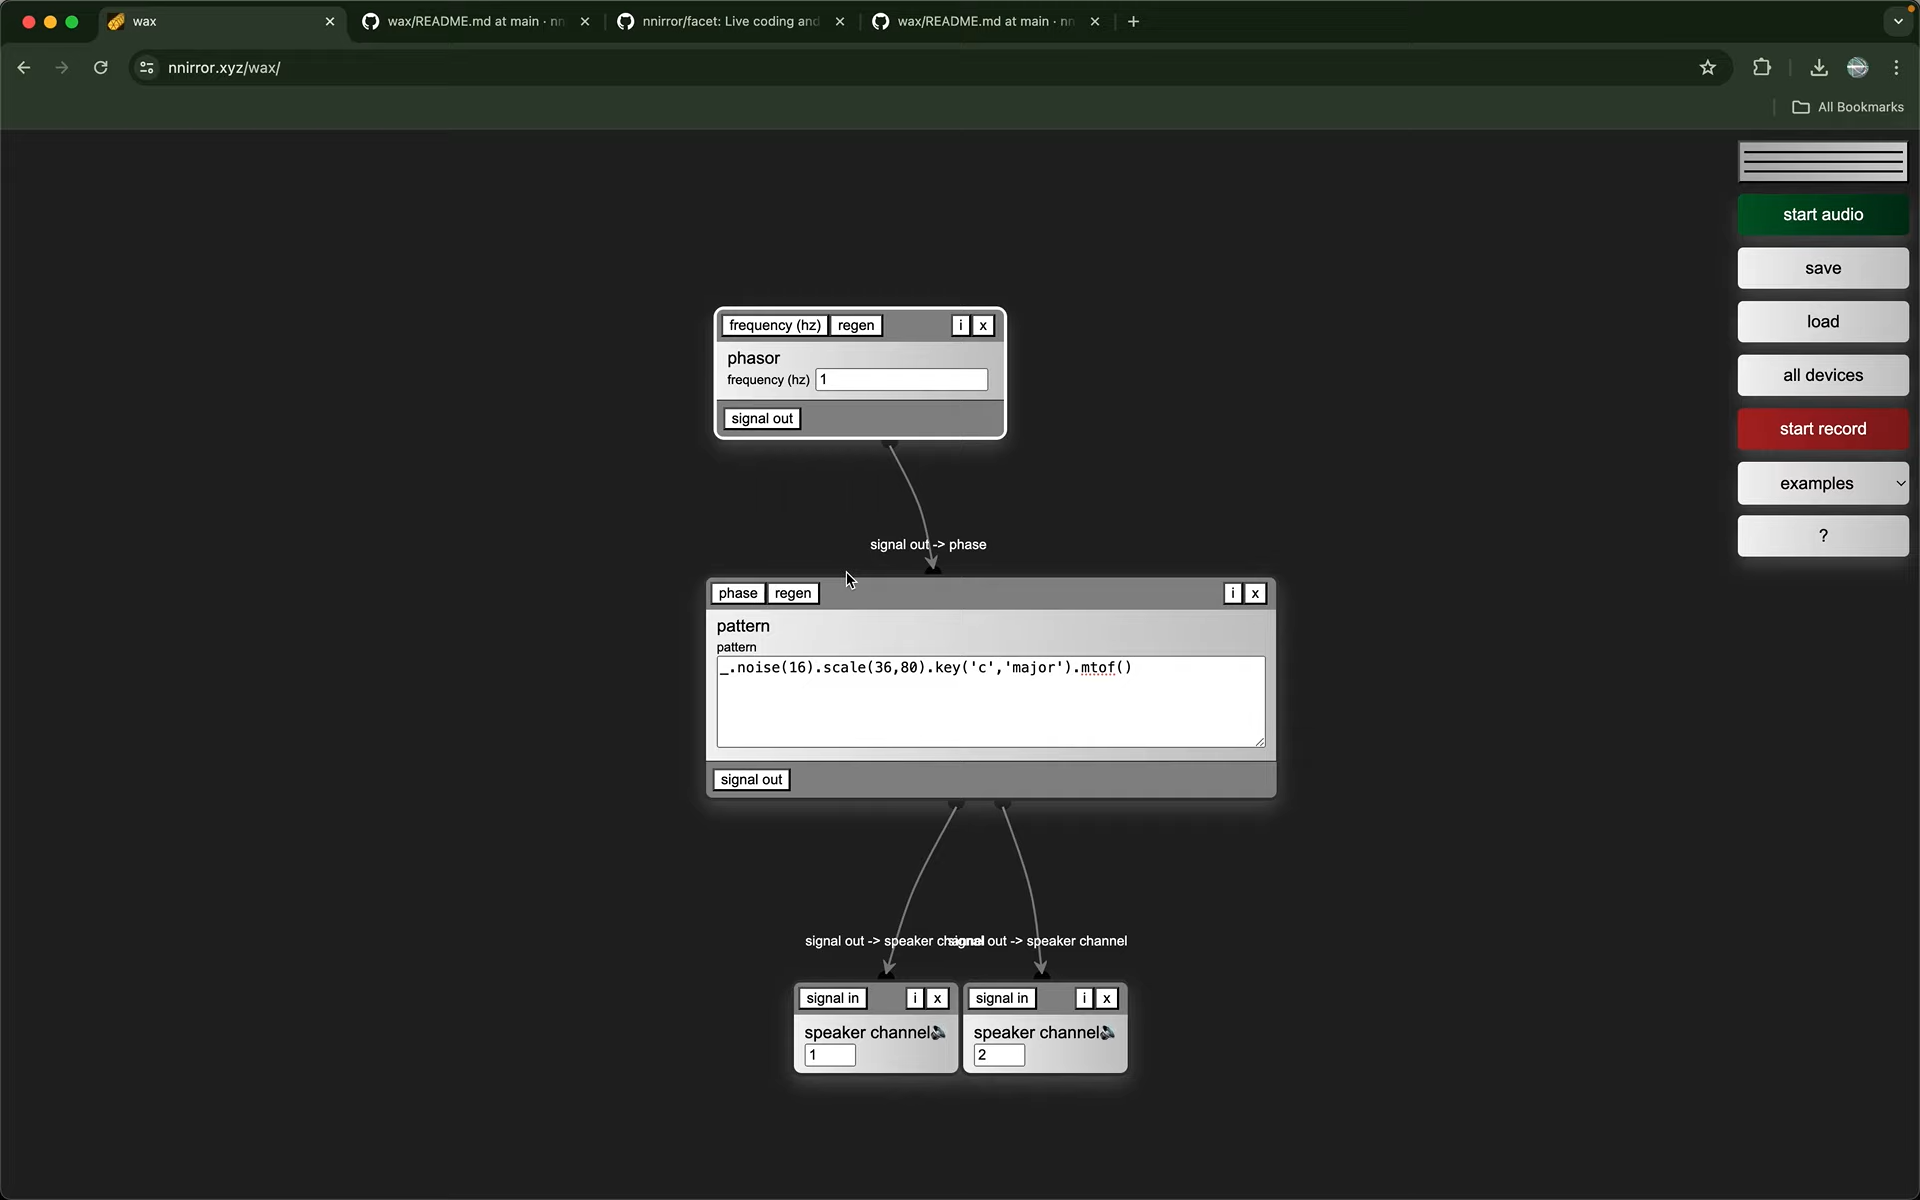 wax
wax/README.md at main · nn
nnirror/facet: Live coding and
wax/README.md at main · nn
nnirror.xyz/wax/
All Bookmarks
start audio
save
load
all devices
start record
examples
?
frequency (hz) regen i x
phasor
frequency (hz) 1
signal out
signal out -> phase
phase regen i x
pattern
pattern
_.noise(16).scale(36,80).key('c','major').mtof()
signal out
signal out -> speaker channel
signal out -> speaker channel
signal in i x
speaker channel
1
signal in i x
speaker channel
2